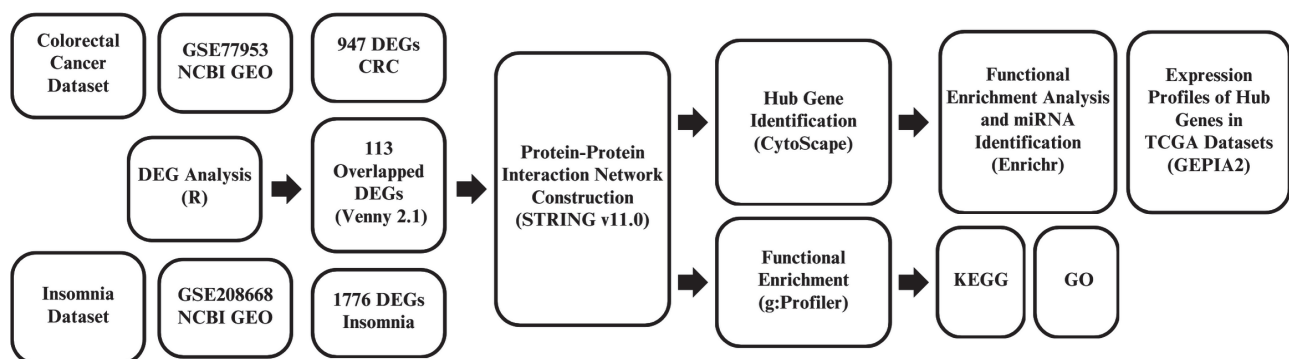 Colorectal
Cancer
Dataset
GSE77953
NCBI GEO
947 DEGs
CRC
DEG Analysis
(R)
113
Overlapped
DEGs
(Venny 2.1)
Insomnia
Dataset
GSE208668
NCBI GEO
1776 DEGs
Insomnia
Protein-Protein
Interaction Network
Construction
(STRING v11.0)
Hub Gene
Identification
(CytoScape)
Functional
Enrichment Analysis
and miRNA
Identification
(Enrichr)
Expression
Profiles of Hub
Genes in
TCGA Datasets
(GEPIA2)
Functional
Enrichment
(g:Profiler)
KEGG
GO